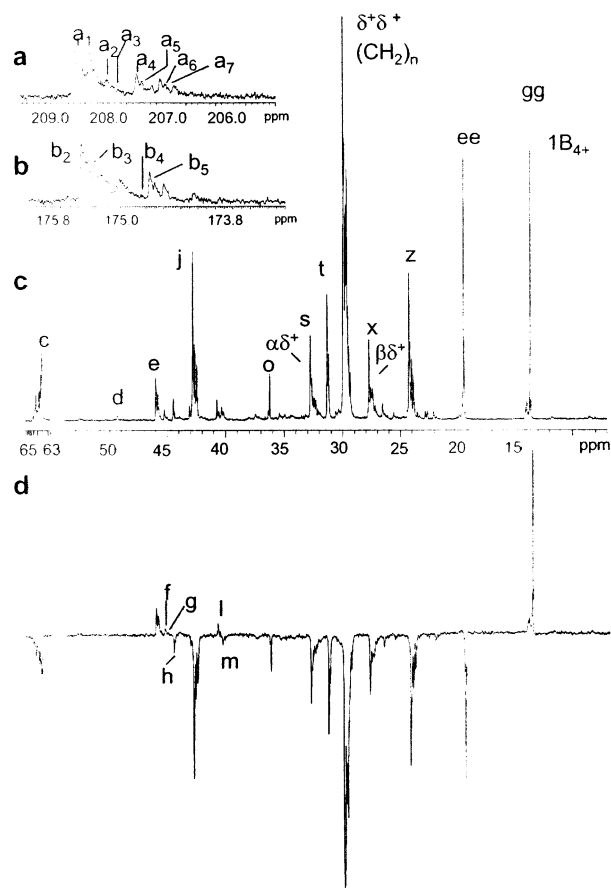 a
a₁
a₂
a₃
a₄
a₅
a₆
a₇
209.0 208.0 207.0 206.0 ppm
b
b₂
b₃
b₄
b₅
175.8 175.0 173.8 ppm
δ⁺δ⁺
(CH₂)ₙ
gg
ee
1B₄₊
c
c
d
e
j
o
αδ⁺
s
t
x
βδ⁺
z
65 63 50 45 40 35 30 25 20 15 ppm
d
f
g
h
l
m